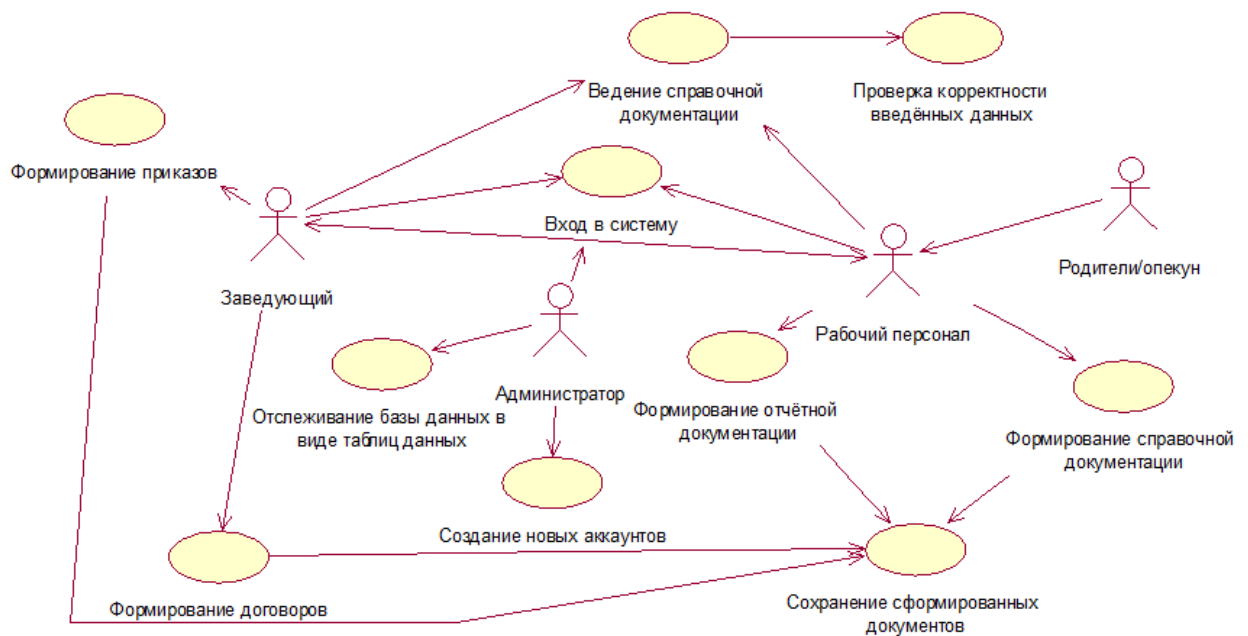 Ведение справочной
документации
Проверка корректности
введённых данных
Формирование приказов
Вход в систему
Родители/опекун
Заведующий
Рабочий персонал
Администратор
Отслеживание базы данных в
виде таблиц данных
Формирование отчётной
документации
Формирование справочной
документации
Создание новых аккаунтов
Формирование договоров
Сохранение сформированных
документов